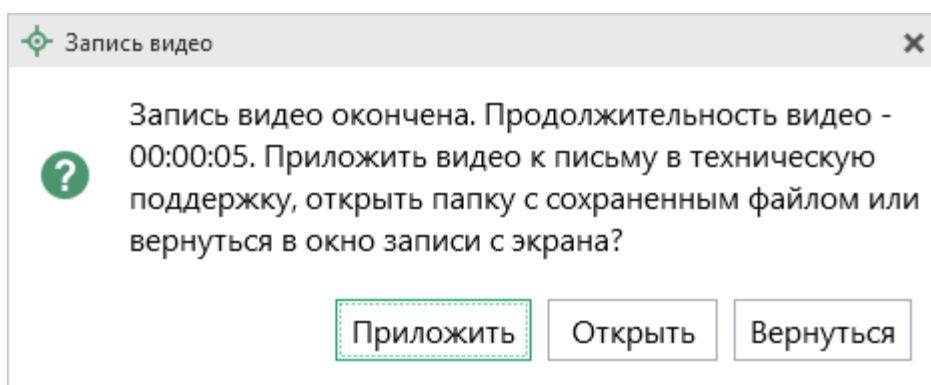 Запись видео
Запись видео окончена. Продолжительность видео -
00:00:05. Приложить видео к письму в техническую
поддержку, открыть папку с сохраненным файлом или
вернуться в окно записи с экрана?
Приложить Открыть Вернуться